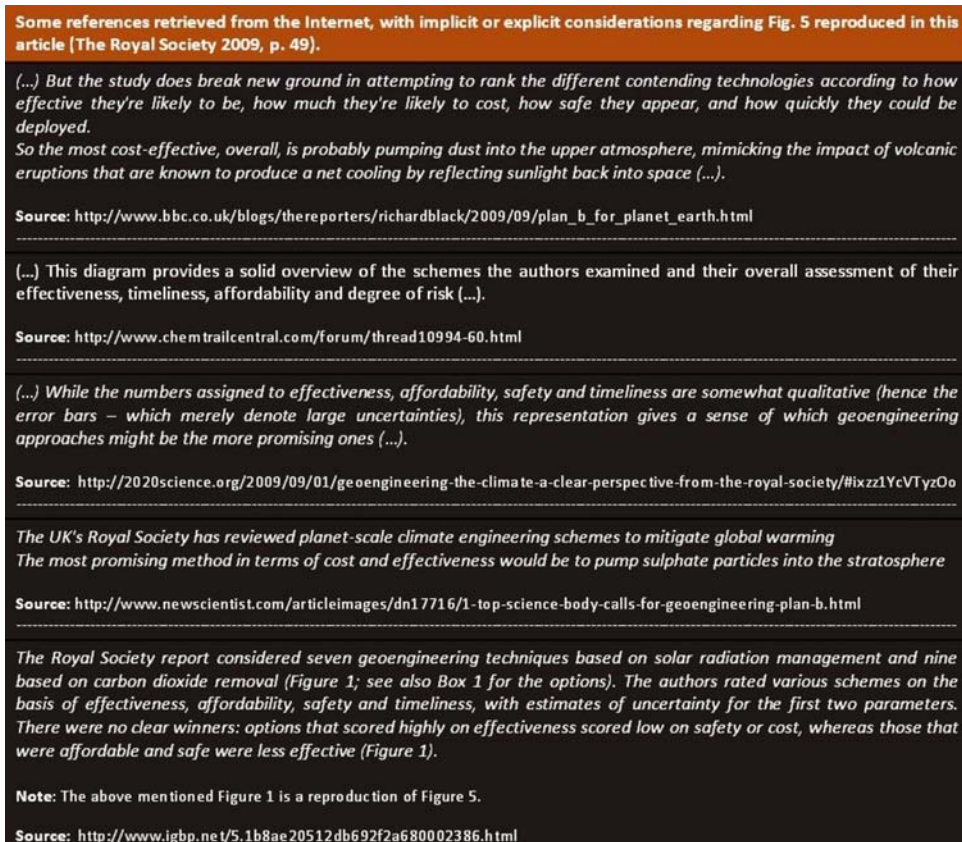 Some references retrieved from the Internet, with implicit or explicit considerations regarding Fig. 5 reproduced in this
article (The Royal Society 2009, p. 49).
(...) But the study does break new ground in attempting to rank the different contending technologies according to how
effective they're likely to be, how much they're likely to cost, how safe they appear, and how quickly they could be
deployed.
So the most cost-effective, overall, is probably pumping dust into the upper atmosphere, mimicking the impact of volcanic
eruptions that are known to produce a net cooling by reflecting sunlight back into space (...).
Source: http://www.bbc.co.uk/blogs/thereporters/richardblack/2009/09/plan_b_for_planet_earth.html
(...) This diagram provides a solid overview of the schemes the authors examined and their overall assessment of their
effectiveness, timeliness, affordability and degree of risk (...).
Source: http://www.chemtrailcentral.com/forum/thread10994-60.html
(...) While the numbers assigned to effectiveness, affordability, safety and timeliness are somewhat qualitative (hence the
error bars – which merely denote large uncertainties), this representation gives a sense of which geoengineering
approaches might be the more promising ones (...).
Source: http://2020science.org/2009/09/01/geoengineering-the-climate-a-clear-perspective-from-the-royal-society/#ixzz1YcVTyzOo
The UK's Royal Society has reviewed planet-scale climate engineering schemes to mitigate global warming
The most promising method in terms of cost and effectiveness would be to pump sulphate particles into the stratosphere
Source: http://www.newscientist.com/articleimages/dn17716/1-top-science-body-calls-for-geoengineering-plan-b.html
The Royal Society report considered seven geoengineering techniques based on solar radiation management and nine
based on carbon dioxide removal (Figure 1; see also Box 1 for the options). The authors rated various schemes on the
basis of effectiveness, affordability, safety and timeliness, with estimates of uncertainty for the first two parameters.
There were no clear winners: options that scored highly on effectiveness scored low on safety or cost, whereas those that
were affordable and safe were less effective (Figure 1).
Note: The above mentioned Figure 1 is a reproduction of Figure 5.
Source: http://www.igbp.net/5.1b8ae20512db692f2a680002386.html